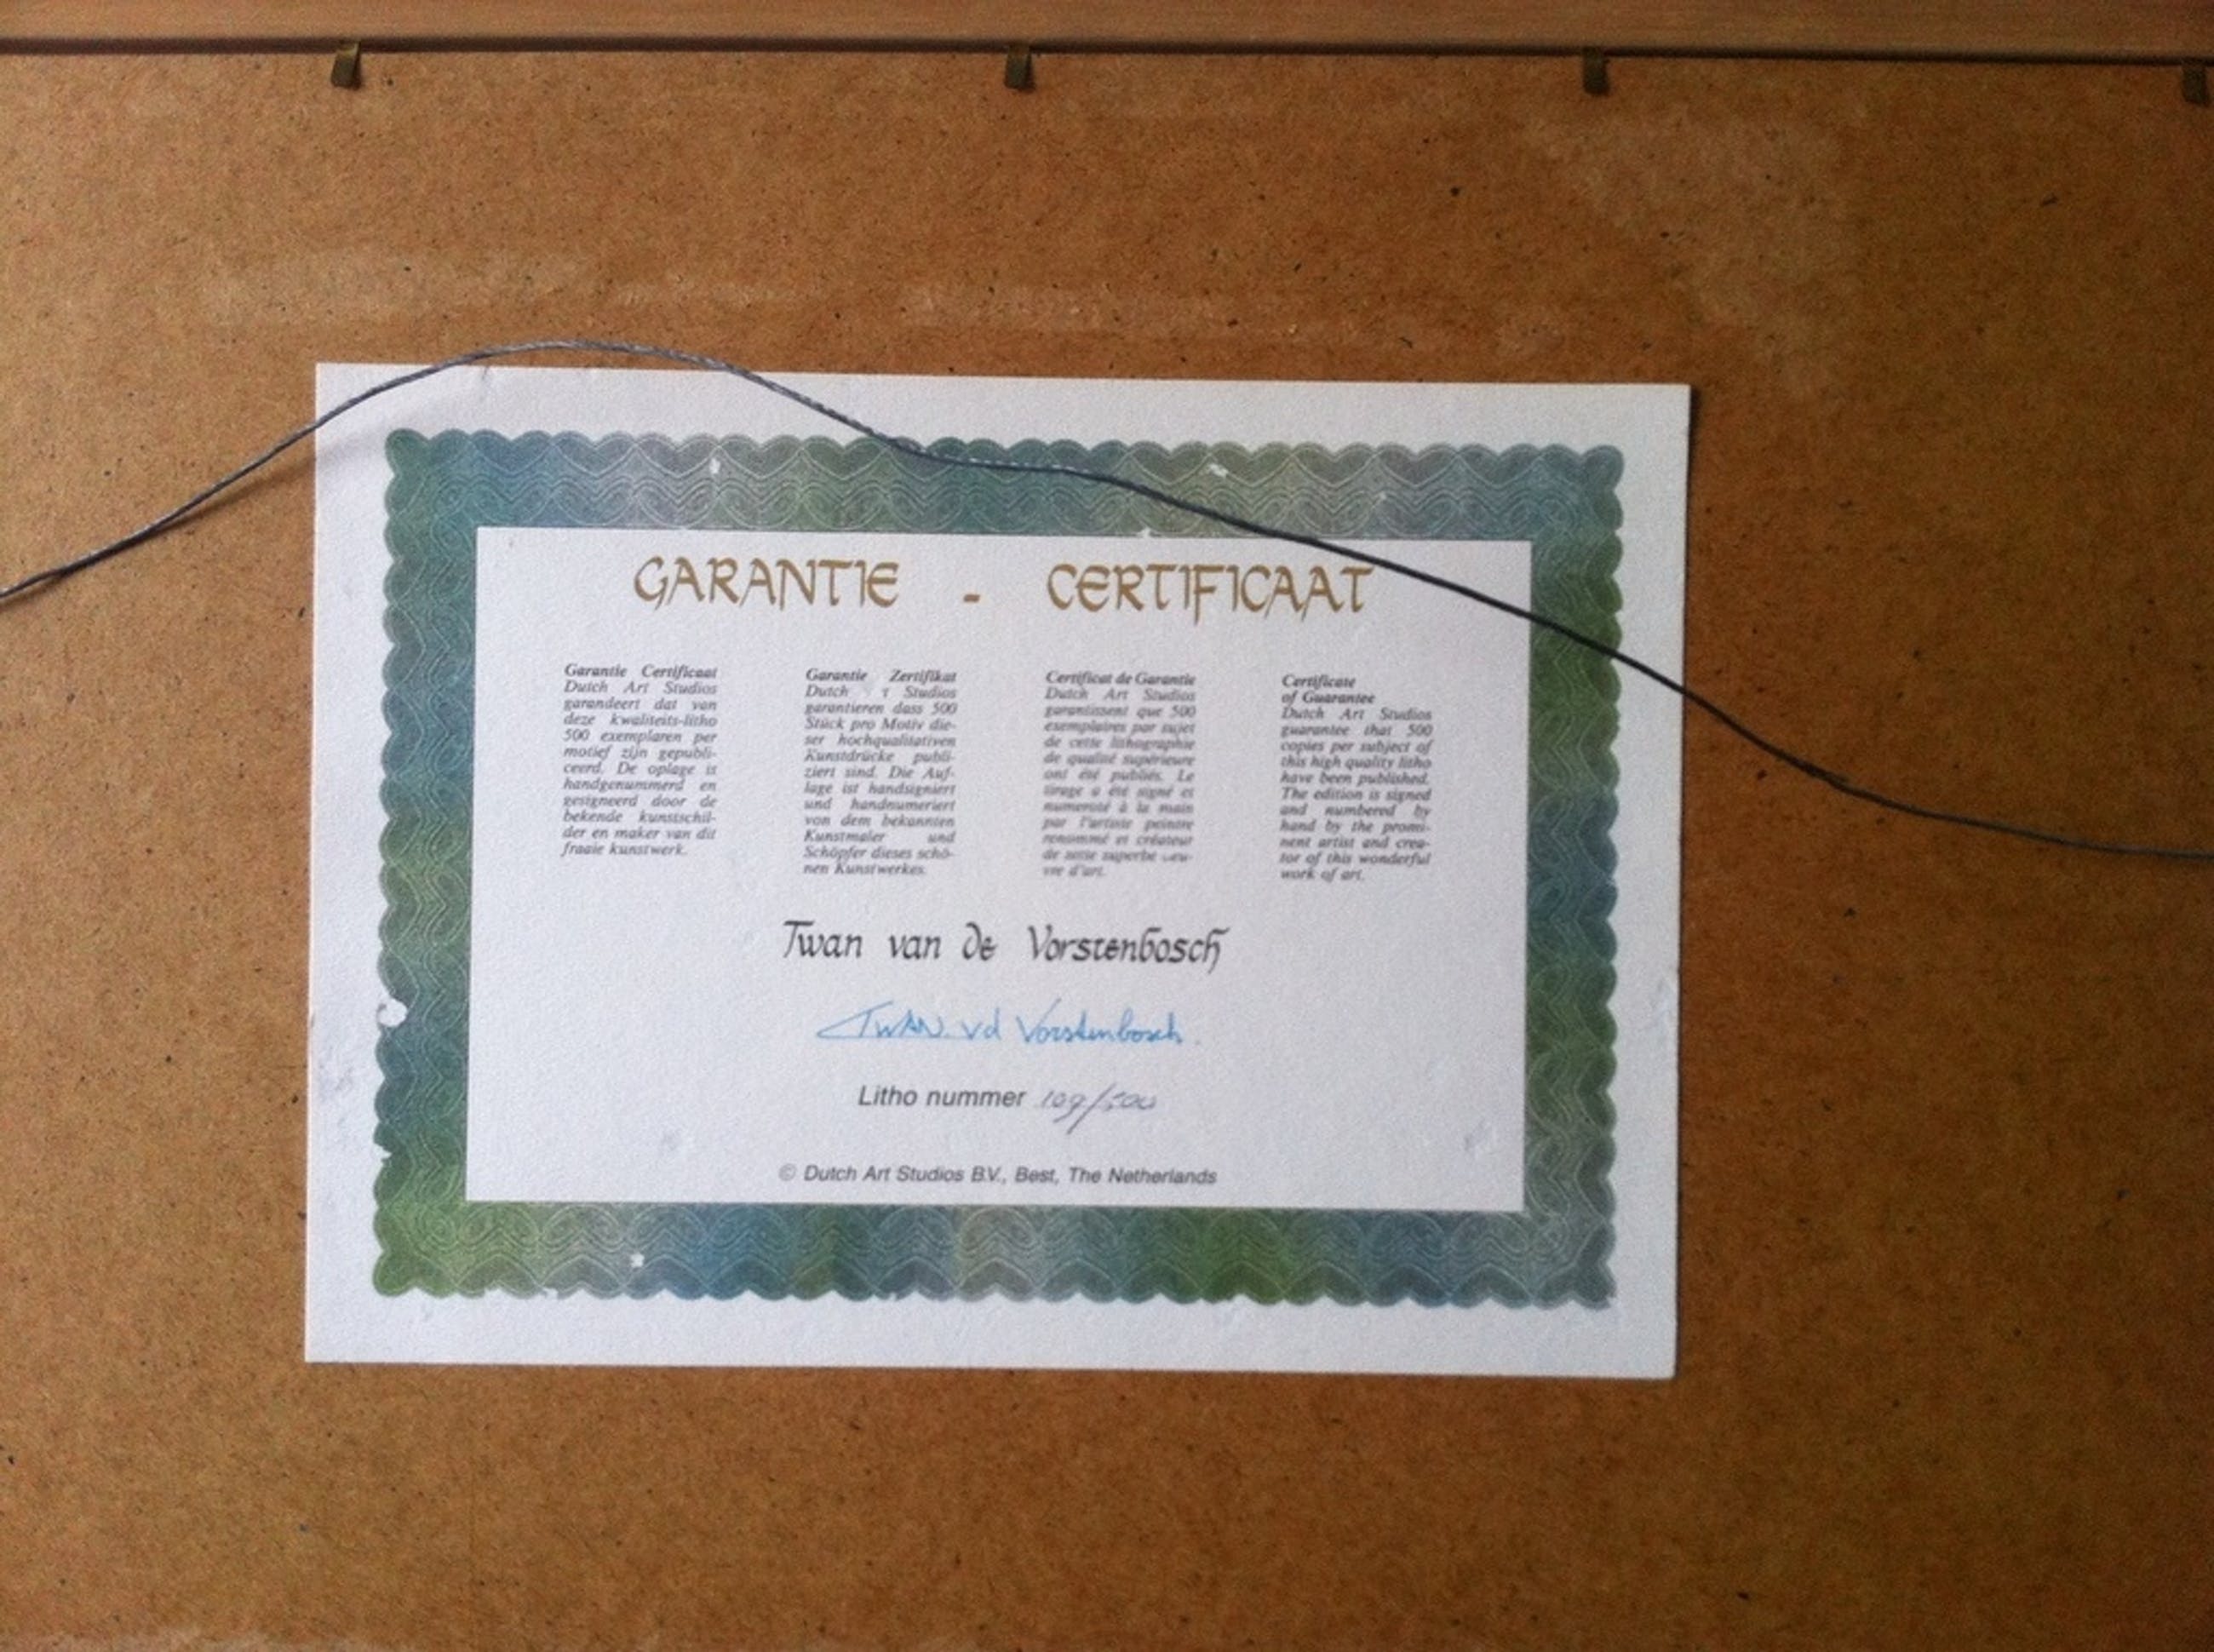 GARANTIE - CERTIFICAAT
Garantie Certificaat
Dutch Art Studios
garandeert dat van
deze kwaliteits-litho
500 exemplaren per
motief zijn gepubli-
ceerd. De oplage is
handgenummerd en
gesigneerd door de
bekende kunstschil-
der en maker van dit
fraaie kunstwerk.
Garantie Zertifikat
Dutch Studios
garantieren dass 500
Stück pro Motiv die-
ser hochqualitativen
Kunstdrücke publi-
ziert sind. Die Auf-
lage ist handsigniert
und handnumeriert
von dem bekannten
Kunstmaler und
Schöpfer dieses schö-
nen Kunstwerkes.
Certificat de Garantie
Dutch Art Studios
garantissent que 500
exemplaires par sujet
de cette lithographie
de qualité supérieure
ont été publiés. Le
tirage a été signé et
numeroté à la main
par l'artiste peintre
renommé et créateur
de superbe
vre d'art.
Certificate
of Guarantee
Dutch Art Studios
guarantee that 500
copies per subject of
this high quality litho
have been published.
The edition is signed
and numbered by
hand by the promi-
nent artist and crea-
tor of this wonderful
work of art.
Twan van de Vorstenbosch
TWAN. vd Vorstenbosch.
Litho nummer 109/500
© Dutch Art Studios B.V., Best, The Netherlands